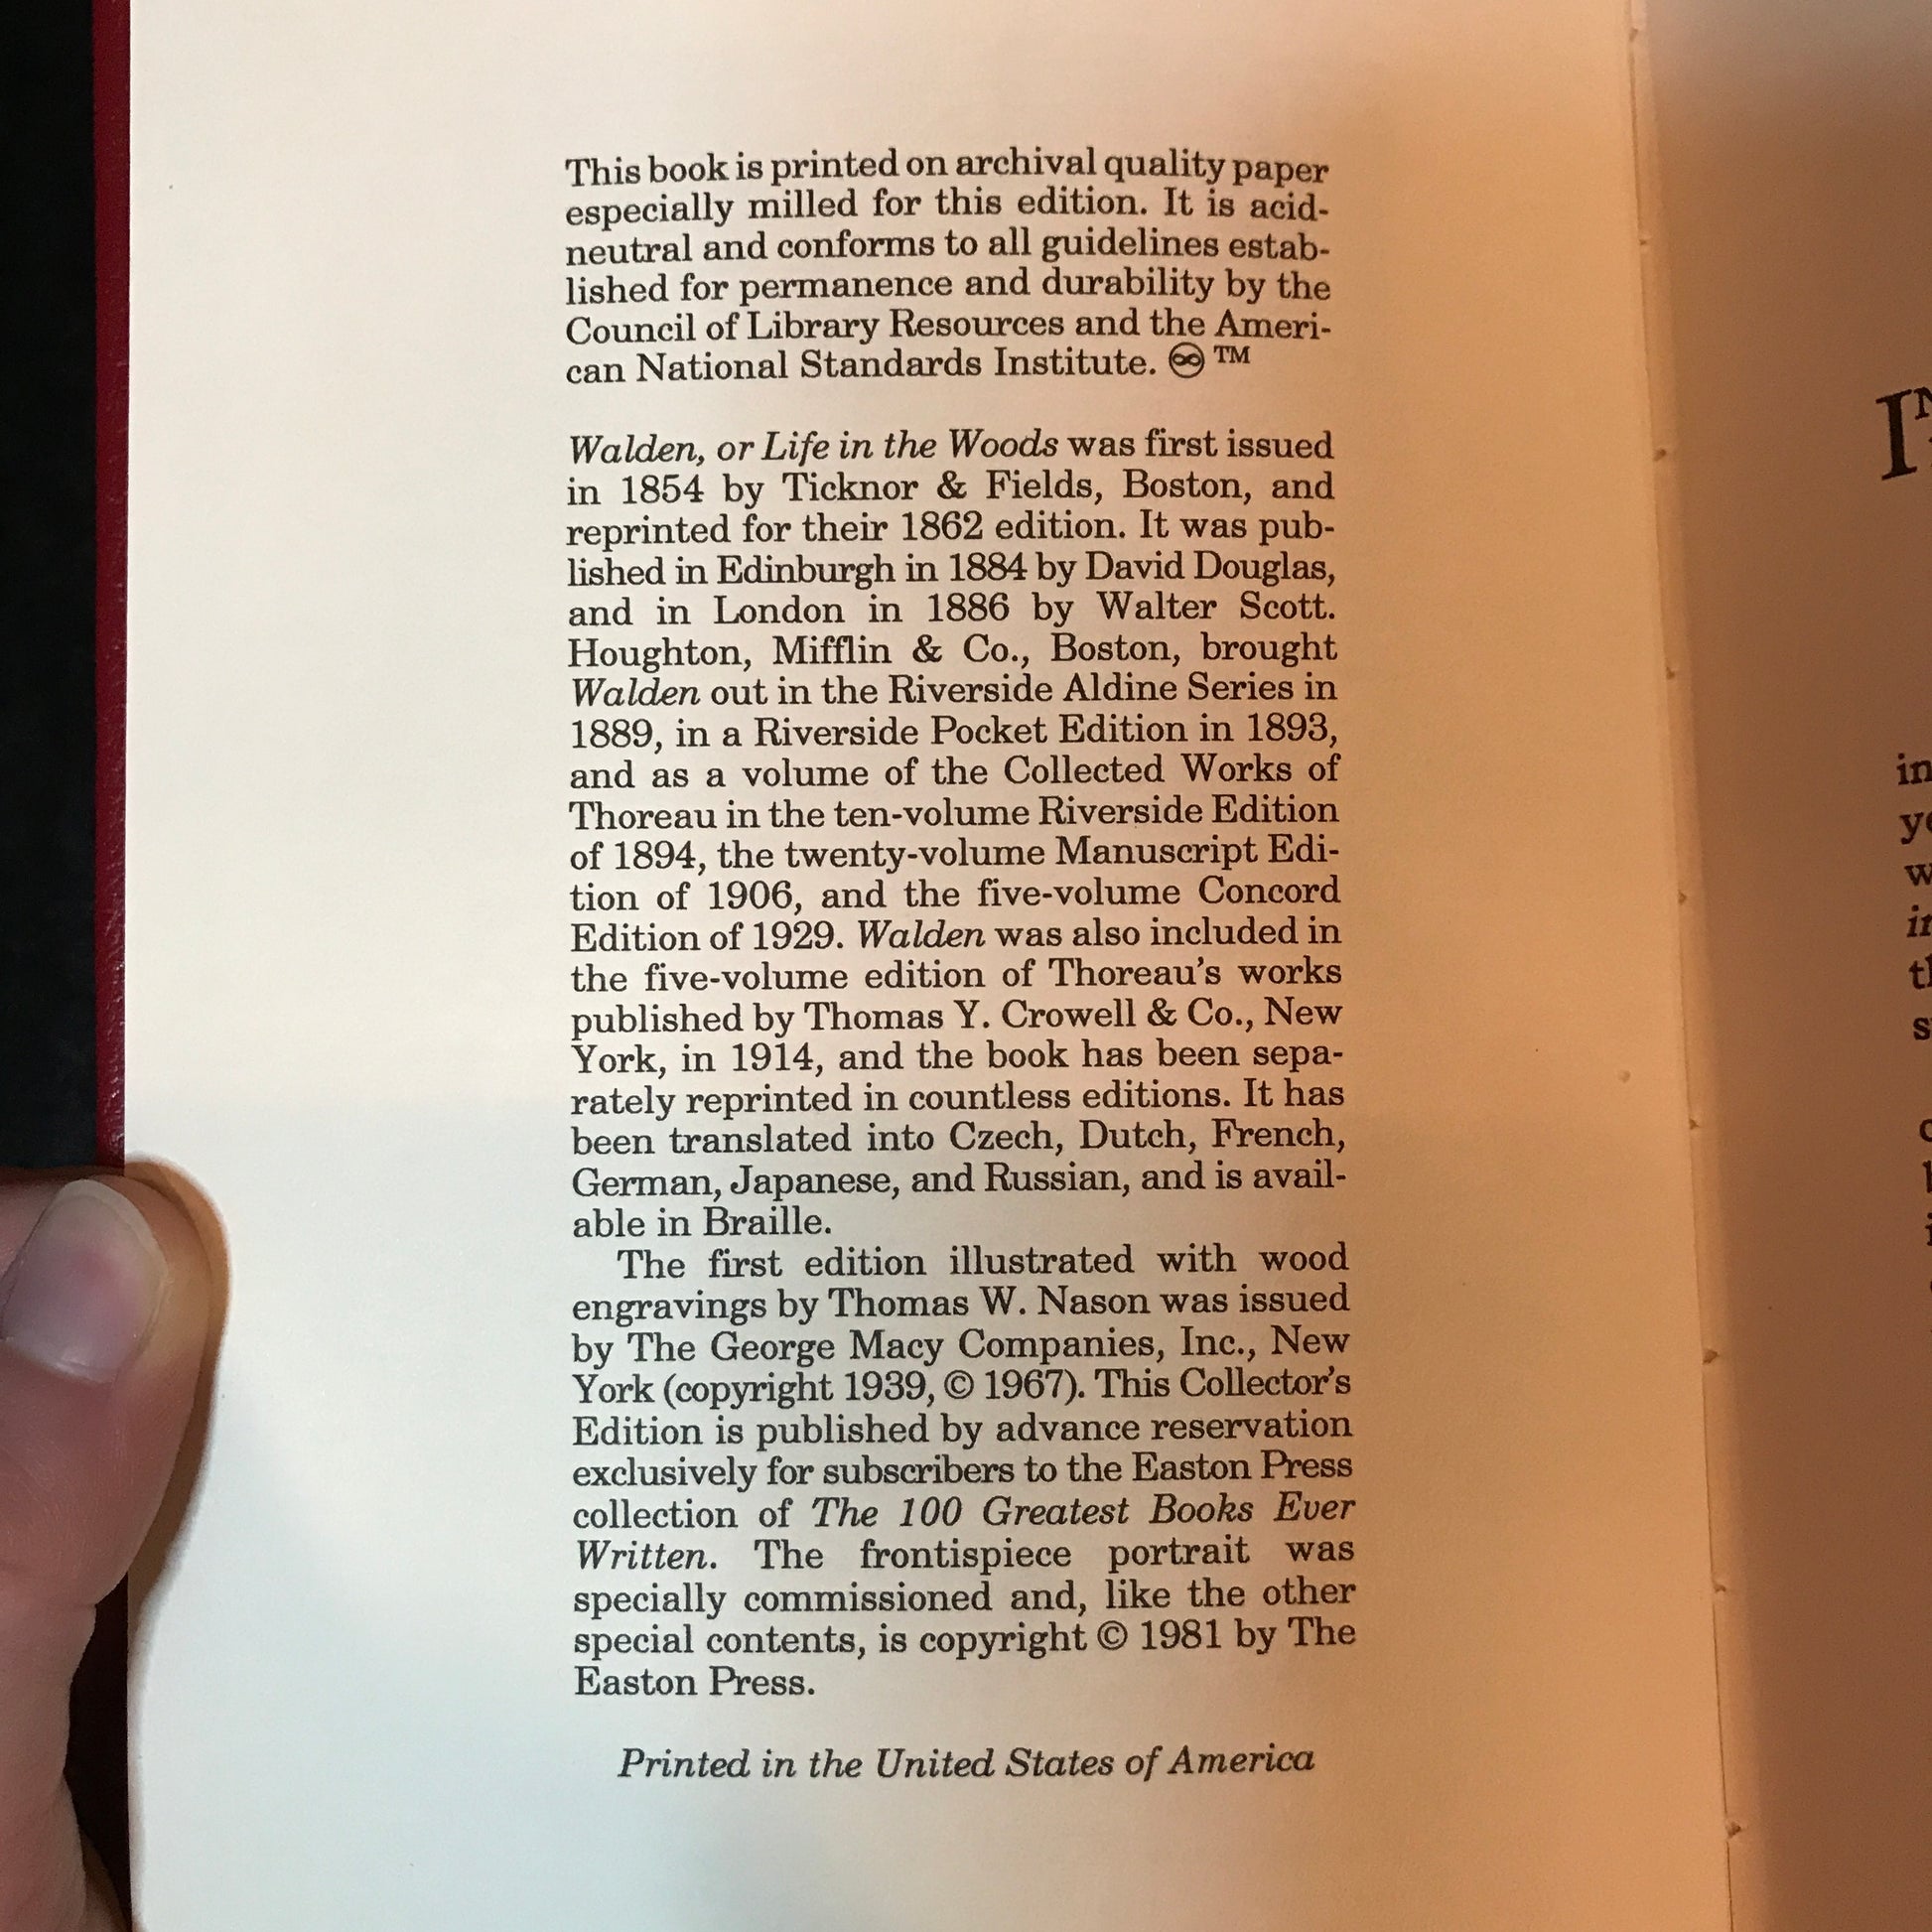 This book is printed on archival quality paper
especially milled for this edition. It is acid-
neutral and conforms to all guidelines estab-
lished for permanence and durability by the
Council of Library Resources and the Ameri-
can National Standards Institute. ♾ ™
Walden, or Life in the Woods was first issued
in 1854 by Ticknor & Fields, Boston, and
reprinted for their 1862 edition. It was pub-
lished in Edinburgh in 1884 by David Douglas,
and in London in 1886 by Walter Scott.
Houghton, Mifflin & Co., Boston, brought
Walden out in the Riverside Aldine Series in
1889, in a Riverside Pocket Edition in 1893,
and as a volume of the Collected Works of
Thoreau in the ten-volume Riverside Edition
of 1894, the twenty-volume Manuscript Edi-
tion of 1906, and the five-volume Concord
Edition of 1929. Walden was also included in
the five-volume edition of Thoreau's works
published by Thomas Y. Crowell & Co., New
York, in 1914, and the book has been sepa-
rately reprinted in countless editions. It has
been translated into Czech, Dutch, French,
German, Japanese, and Russian, and is avail-
able in Braille.
The first edition illustrated with wood
engravings by Thomas W. Nason was issued
by The George Macy Companies, Inc., New
York (copyright 1939, © 1967). This Collector's
Edition is published by advance reservation
exclusively for subscribers to the Easton Press
collection of The 100 Greatest Books Ever
Written. The frontispiece portrait was
specially commissioned and, like the other
special contents, is copyright © 1981 by The
Easton Press.
Printed in the United States of America